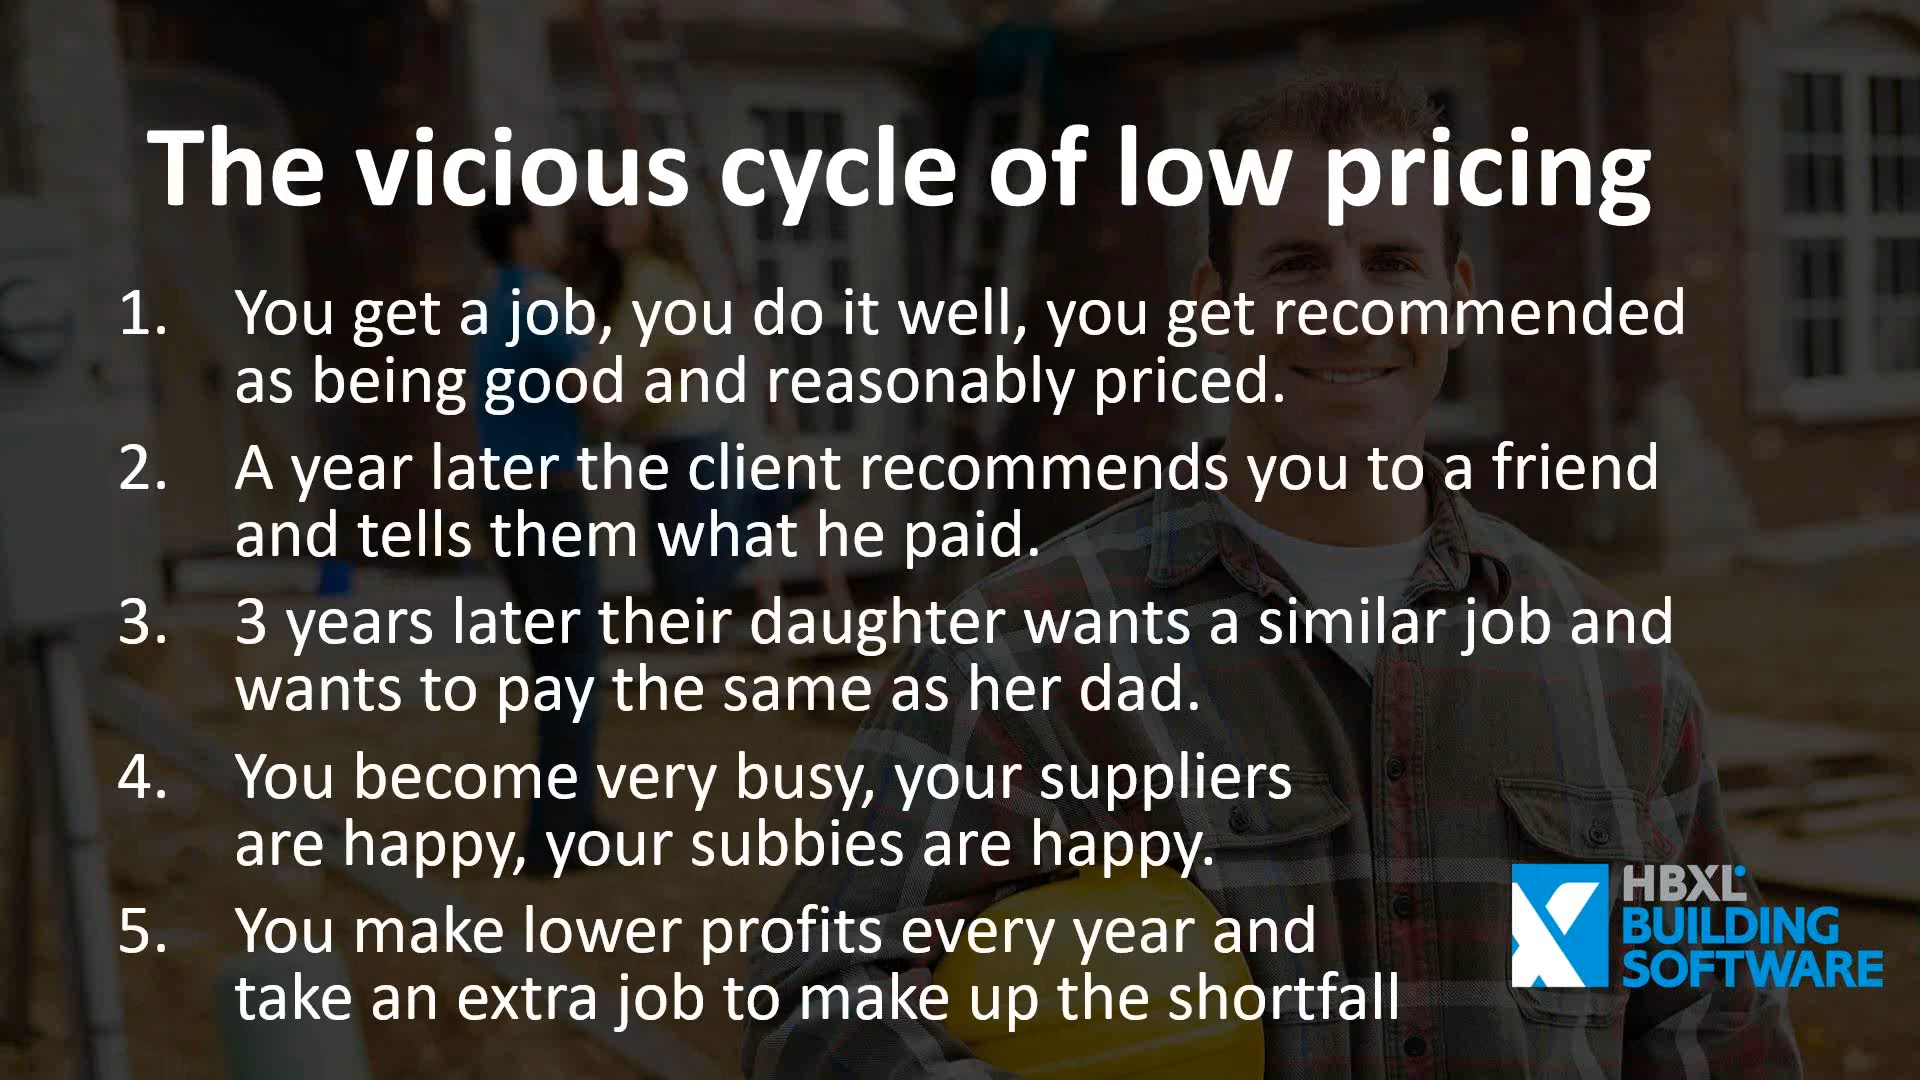 The vicious cycle of low pricing
1. You get a job, you do it well, you get recommended
as being good and reasonably priced.
2. A year later the client recommends you to a friend
and tells them what he paid.
3. 3 years later their daughter wants a similar job and
wants to pay the same as her dad.
4. You become very busy, your suppliers
are happy, your subbies are happy.
5. You make lower profits every year and
take an extra job to make up the shortfall
HBXL
BUILDING
SOFTWARE